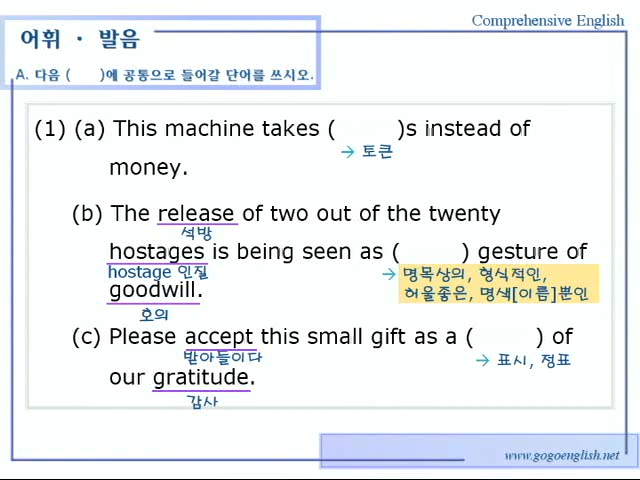 Comprehensive English
어휘 · 발음
A. 다음 (    )에 공통으로 들어갈 단어를 쓰시오.
(1) (a) This machine takes (    )s instead of
→ 토큰
money.
(b) The release of two out of the twenty
석방
hostages is being seen as (    ) gesture of
hostage 인질
→ 명목상의, 형식적인,
goodwill.
허울좋은, 명색[이름]뿐인
호의
(c) Please accept this small gift as a (    ) of
받아들이다
→ 표시, 정표
our gratitude.
감사
www.gogoenglish.net